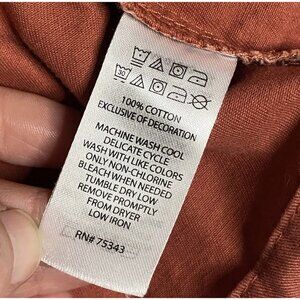 30
100% COTTON
EXCLUSIVE OF DECORATION
MACHINE WASH COOL
DELICATE CYCLE
WASH WITH LIKE COLORS
ONLY NON-CHLORINE
BLEACH WHEN NEEDED
TUMBLE DRY LOW
REMOVE PROMPTLY
FROM DRYER
LOW IRON
RN# 75343